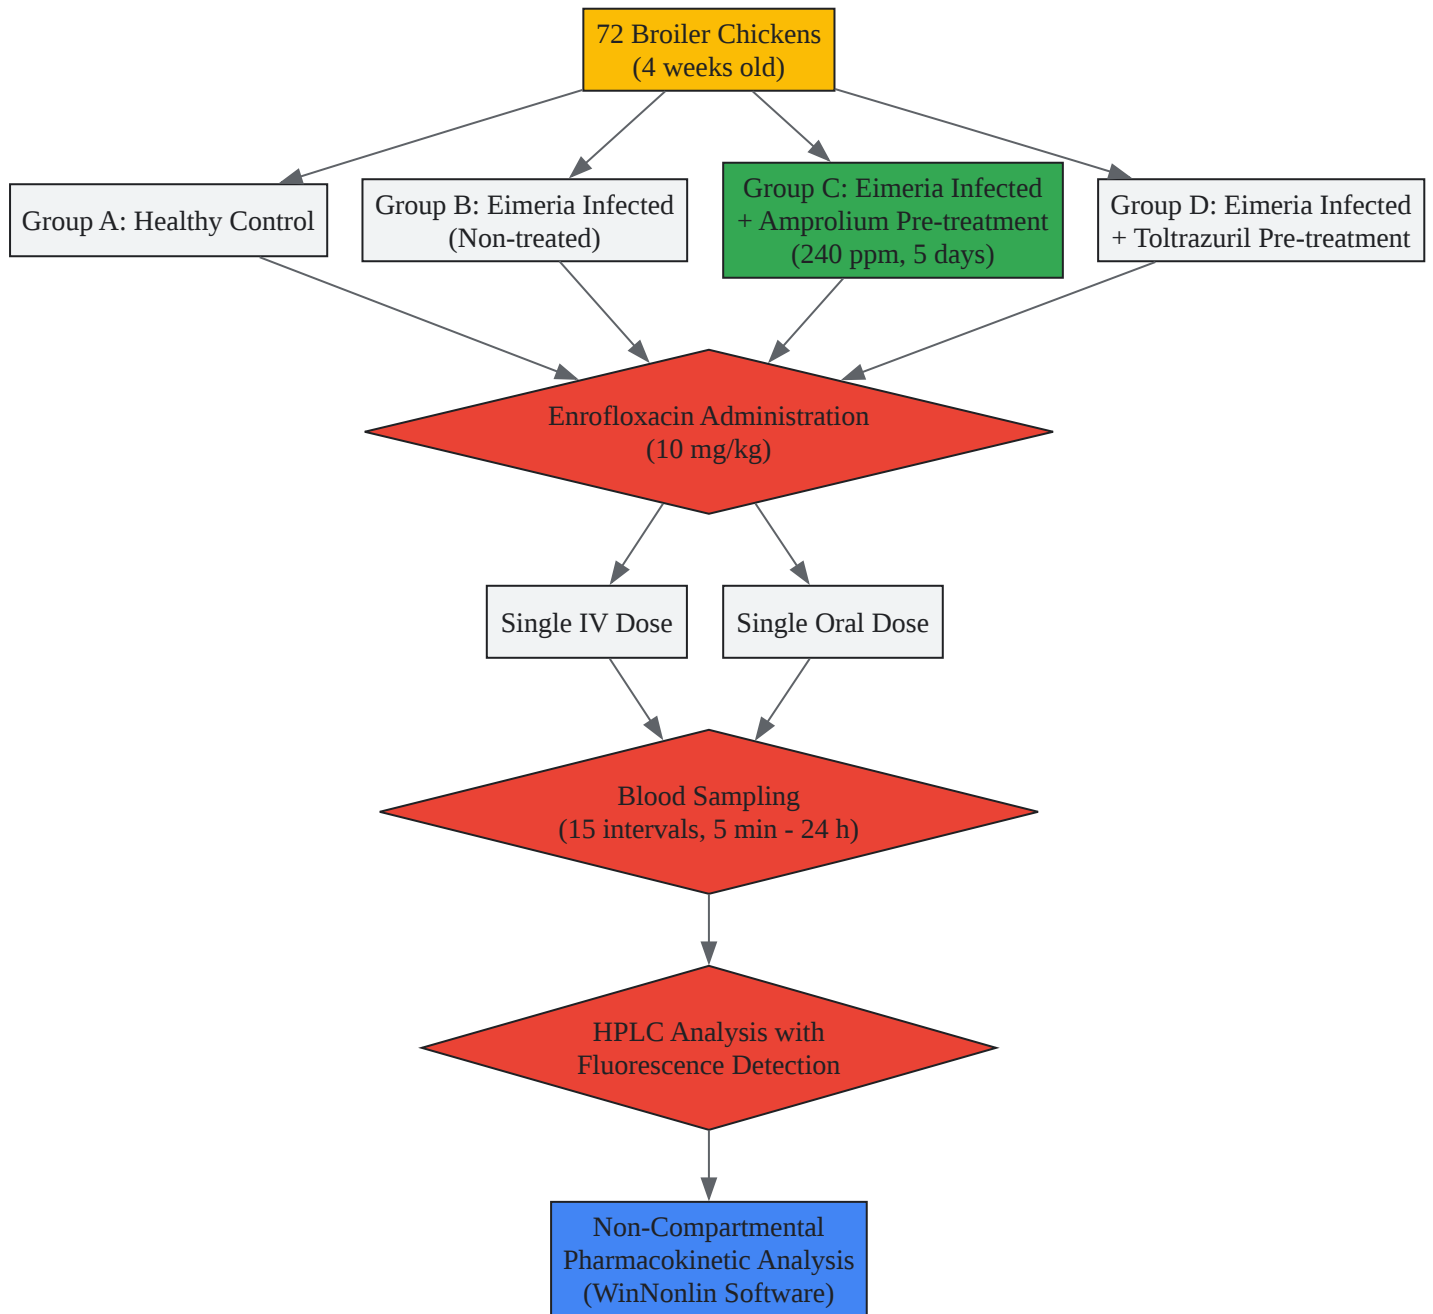 72 Broiler Chickens
(4 weeks old)
Group A: Healthy Control
Group B: Eimeria Infected
(Non-treated)
Group C: Eimeria Infected
+ Amprolium Pre-treatment
(240 ppm, 5 days)
Group D: Eimeria Infected
+ Toltrazuril Pre-treatment
Enrofloxacin Administration
(10 mg/kg)
Single IV Dose
Single Oral Dose
Blood Sampling
(15 intervals, 5 min - 24 h)
HPLC Analysis with
Fluorescence Detection
Non-Compartmental
Pharmacokinetic Analysis
(WinNonlin Software)